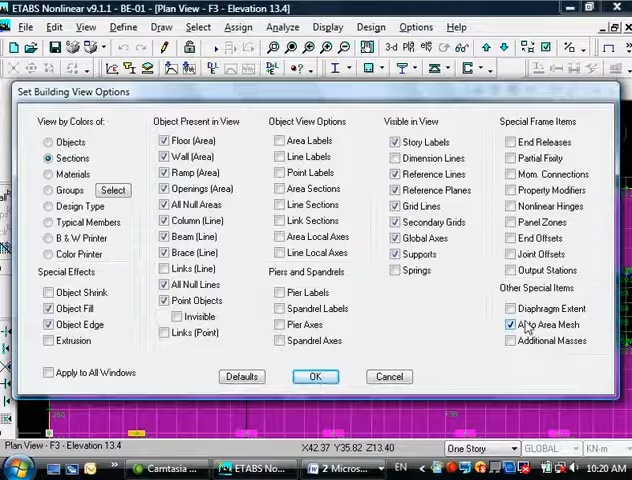 ETABS Nonlinear v9.1.1 - BE-01 - [Plan View - F3 - Elevation 13.4]
File Edit View Define Draw Select Assign Analyze Display Design Options Help
3-d
Set Building View Options
View by Colors of:
Objects
Sections
Materials
Groups Select
Design Type
Typical Members
B & W Printer
Color Printer
Special Effects
Object Shrink
Object Fill
Object Edge
Extrusion
Apply to All Windows
Object Present in View
Floor (Area)
Wall (Area)
Ramp (Area)
Openings (Area)
All Null Areas
Column (Line)
Beam (Line)
Brace (Line)
Links (Line)
All Null Lines
Point Objects
Invisible
Links (Point)
Object View Options
Area Labels
Line Labels
Point Labels
Area Sections
Line Sections
Link Sections
Area Local Axes
Line Local Axes
Piers and Spandrels
Pier Labels
Spandrel Labels
Pier Axes
Spandrel Axes
Visible in View
Story Labels
Dimension Lines
Reference Lines
Reference Planes
Grid Lines
Secondary Grids
Global Axes
Supports
Springs
Special Frame Items
End Releases
Partial Fixity
Mom. Connections
Property Modifiers
Nonlinear Hinges
Panel Zones
End Offsets
Joint Offsets
Output Stations
Other Special Items
Diaphragm Extent
Auto Area Mesh
Additional Masses
Defaults OK Cancel
Plan View - F3 - Elevation 13.4 X42.37 Y35.82 Z13.40 One Story GLOBAL KN-m
Camtasia ETABS No... 2 Micros... EN 10:20 AM